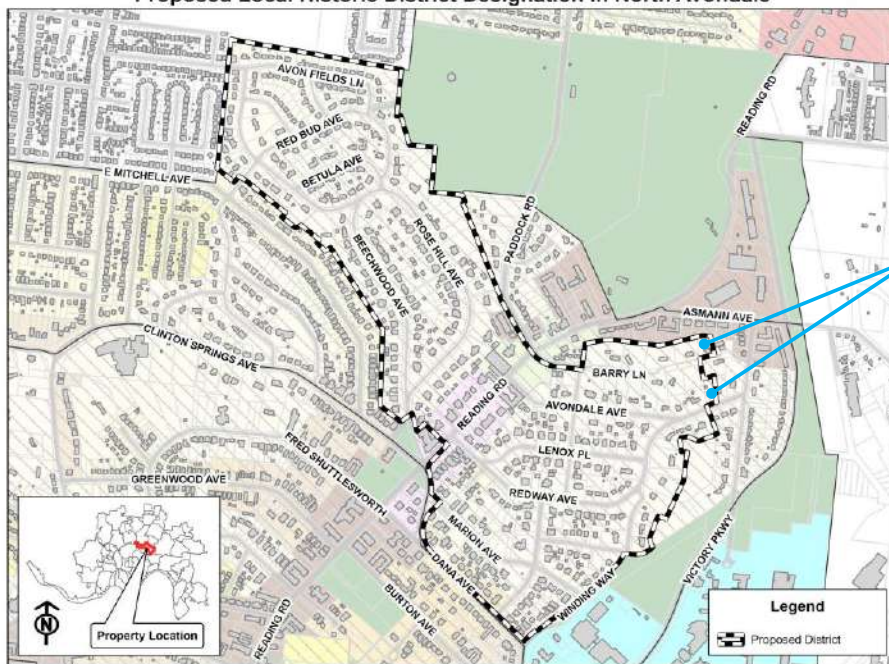 Proposed Local Historic District Designation in North Avondale
AVON FIELDS LN
READING RD
RED BUD AVE
E MITCHELL AVE
BETULA AVE
PADDOCK RD
ROSE HILL AVE
BEECHWOOD AVE
ASMANN AVE
CLINTON SPRINGS AVE
BARRY LN
READING RD
AVONDALE AVE
LENOX PL
FRED SHUTTLESWORTH
GREENWOOD AVE
REDWAY AVE
MARION AVE
DANA AVE
VICTORY PKWY
WINDING WAY
BURTON AVE
READING RD
N
Property Location
Legend
Proposed District